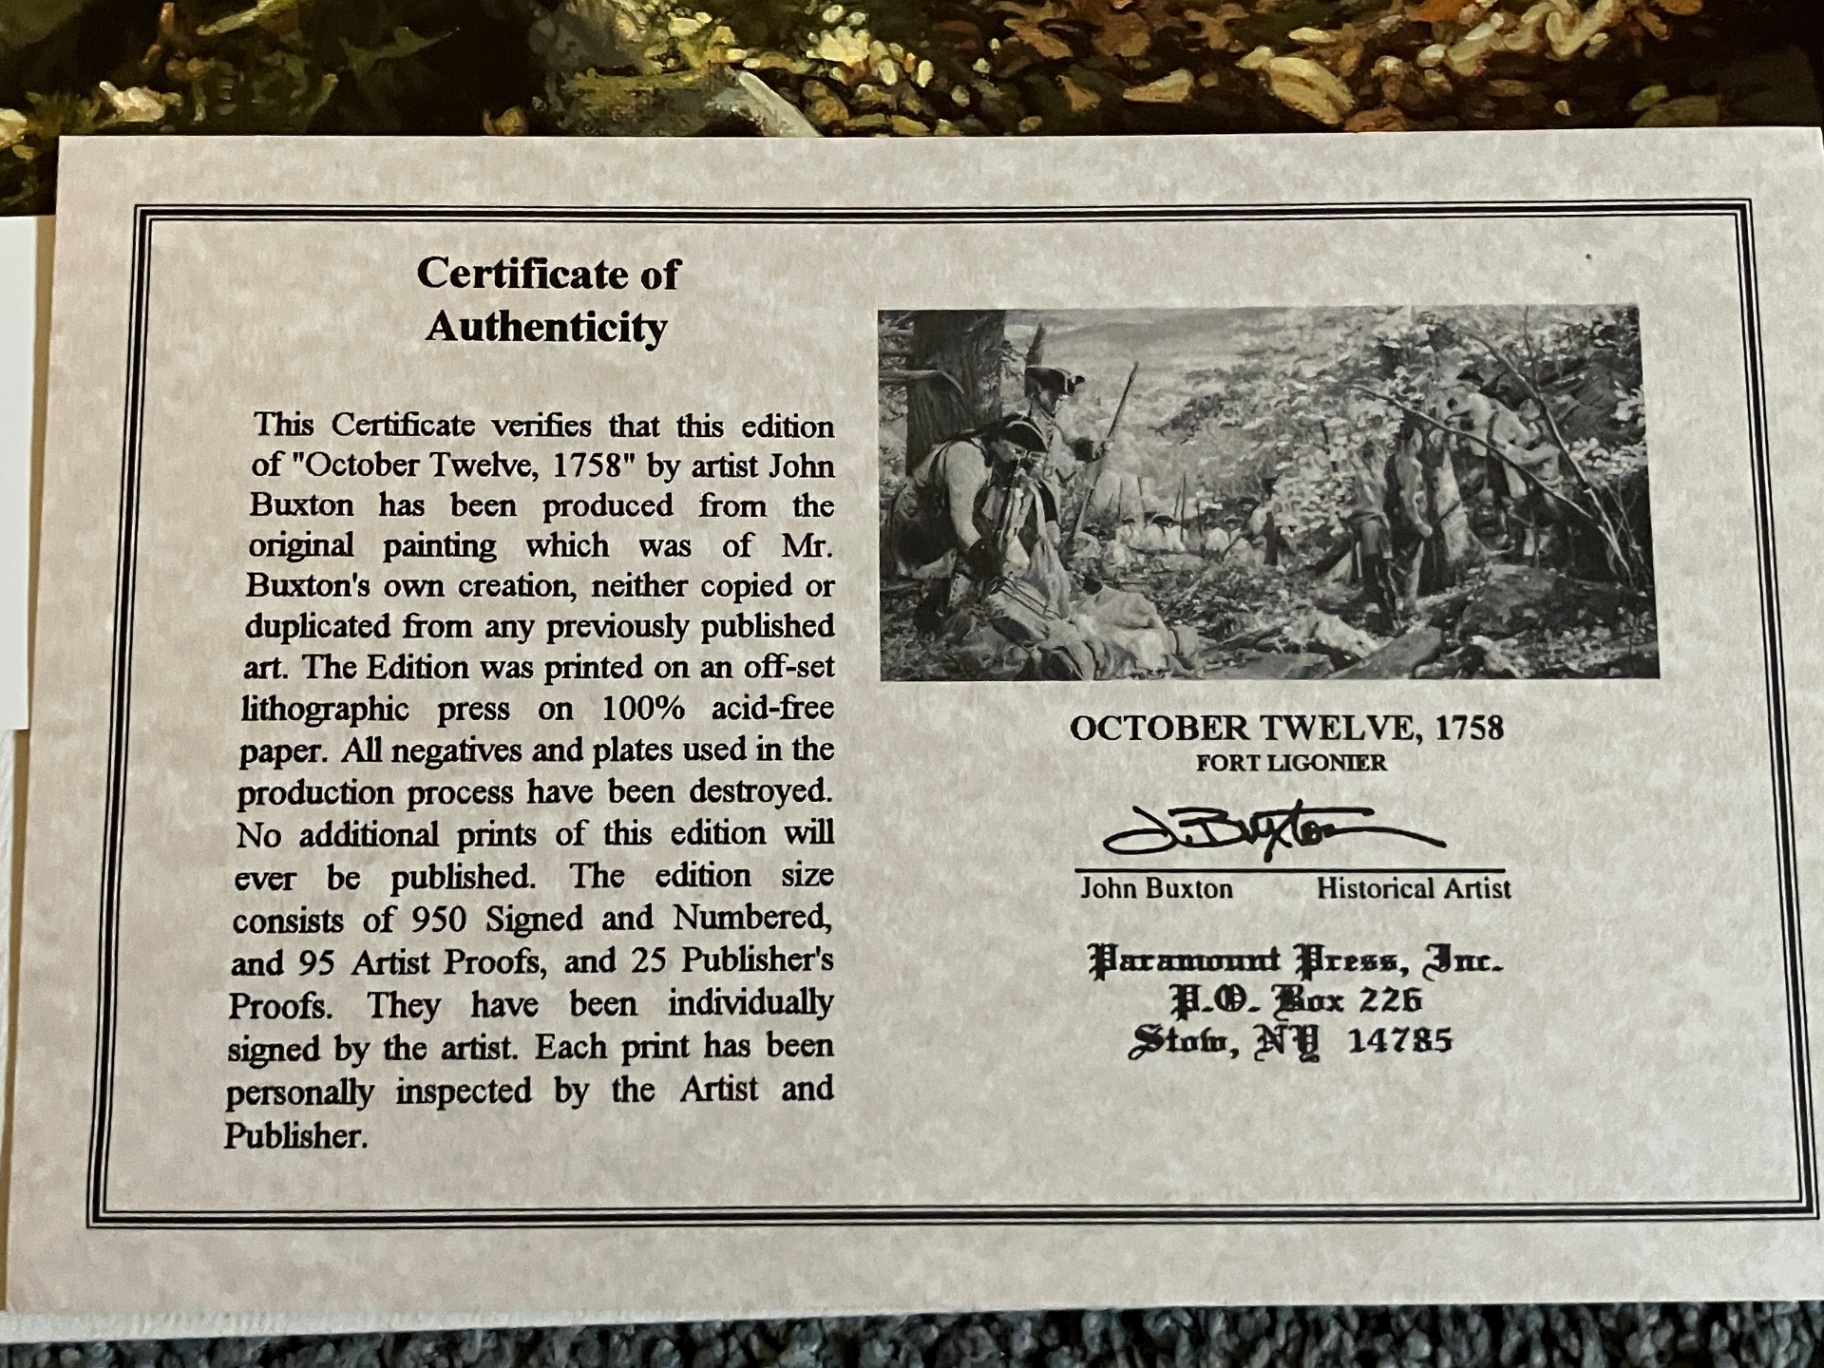 Certificate of
Authenticity
This Certificate verifies that this edition
of "October Twelve, 1758" by artist John
Buxton has been produced from the
original painting which was of Mr.
Buxton's own creation, neither copied or
duplicated from any previously published
art. The Edition was printed on an off-set
lithographic press on 100% acid-free
paper. All negatives and plates used in the
production process have been destroyed.
No additional prints of this edition will
ever be published. The edition size
consists of 950 Signed and Numbered,
and 95 Artist Proofs, and 25 Publisher's
Proofs. They have been individually
signed by the artist. Each print has been
personally inspected by the Artist and
Publisher.
OCTOBER TWELVE, 1758
FORT LIGONIER
J. Buxton
John Buxton Historical Artist
Paramount Press, Inc.
P.O. Box 226
Stow, NY 14785